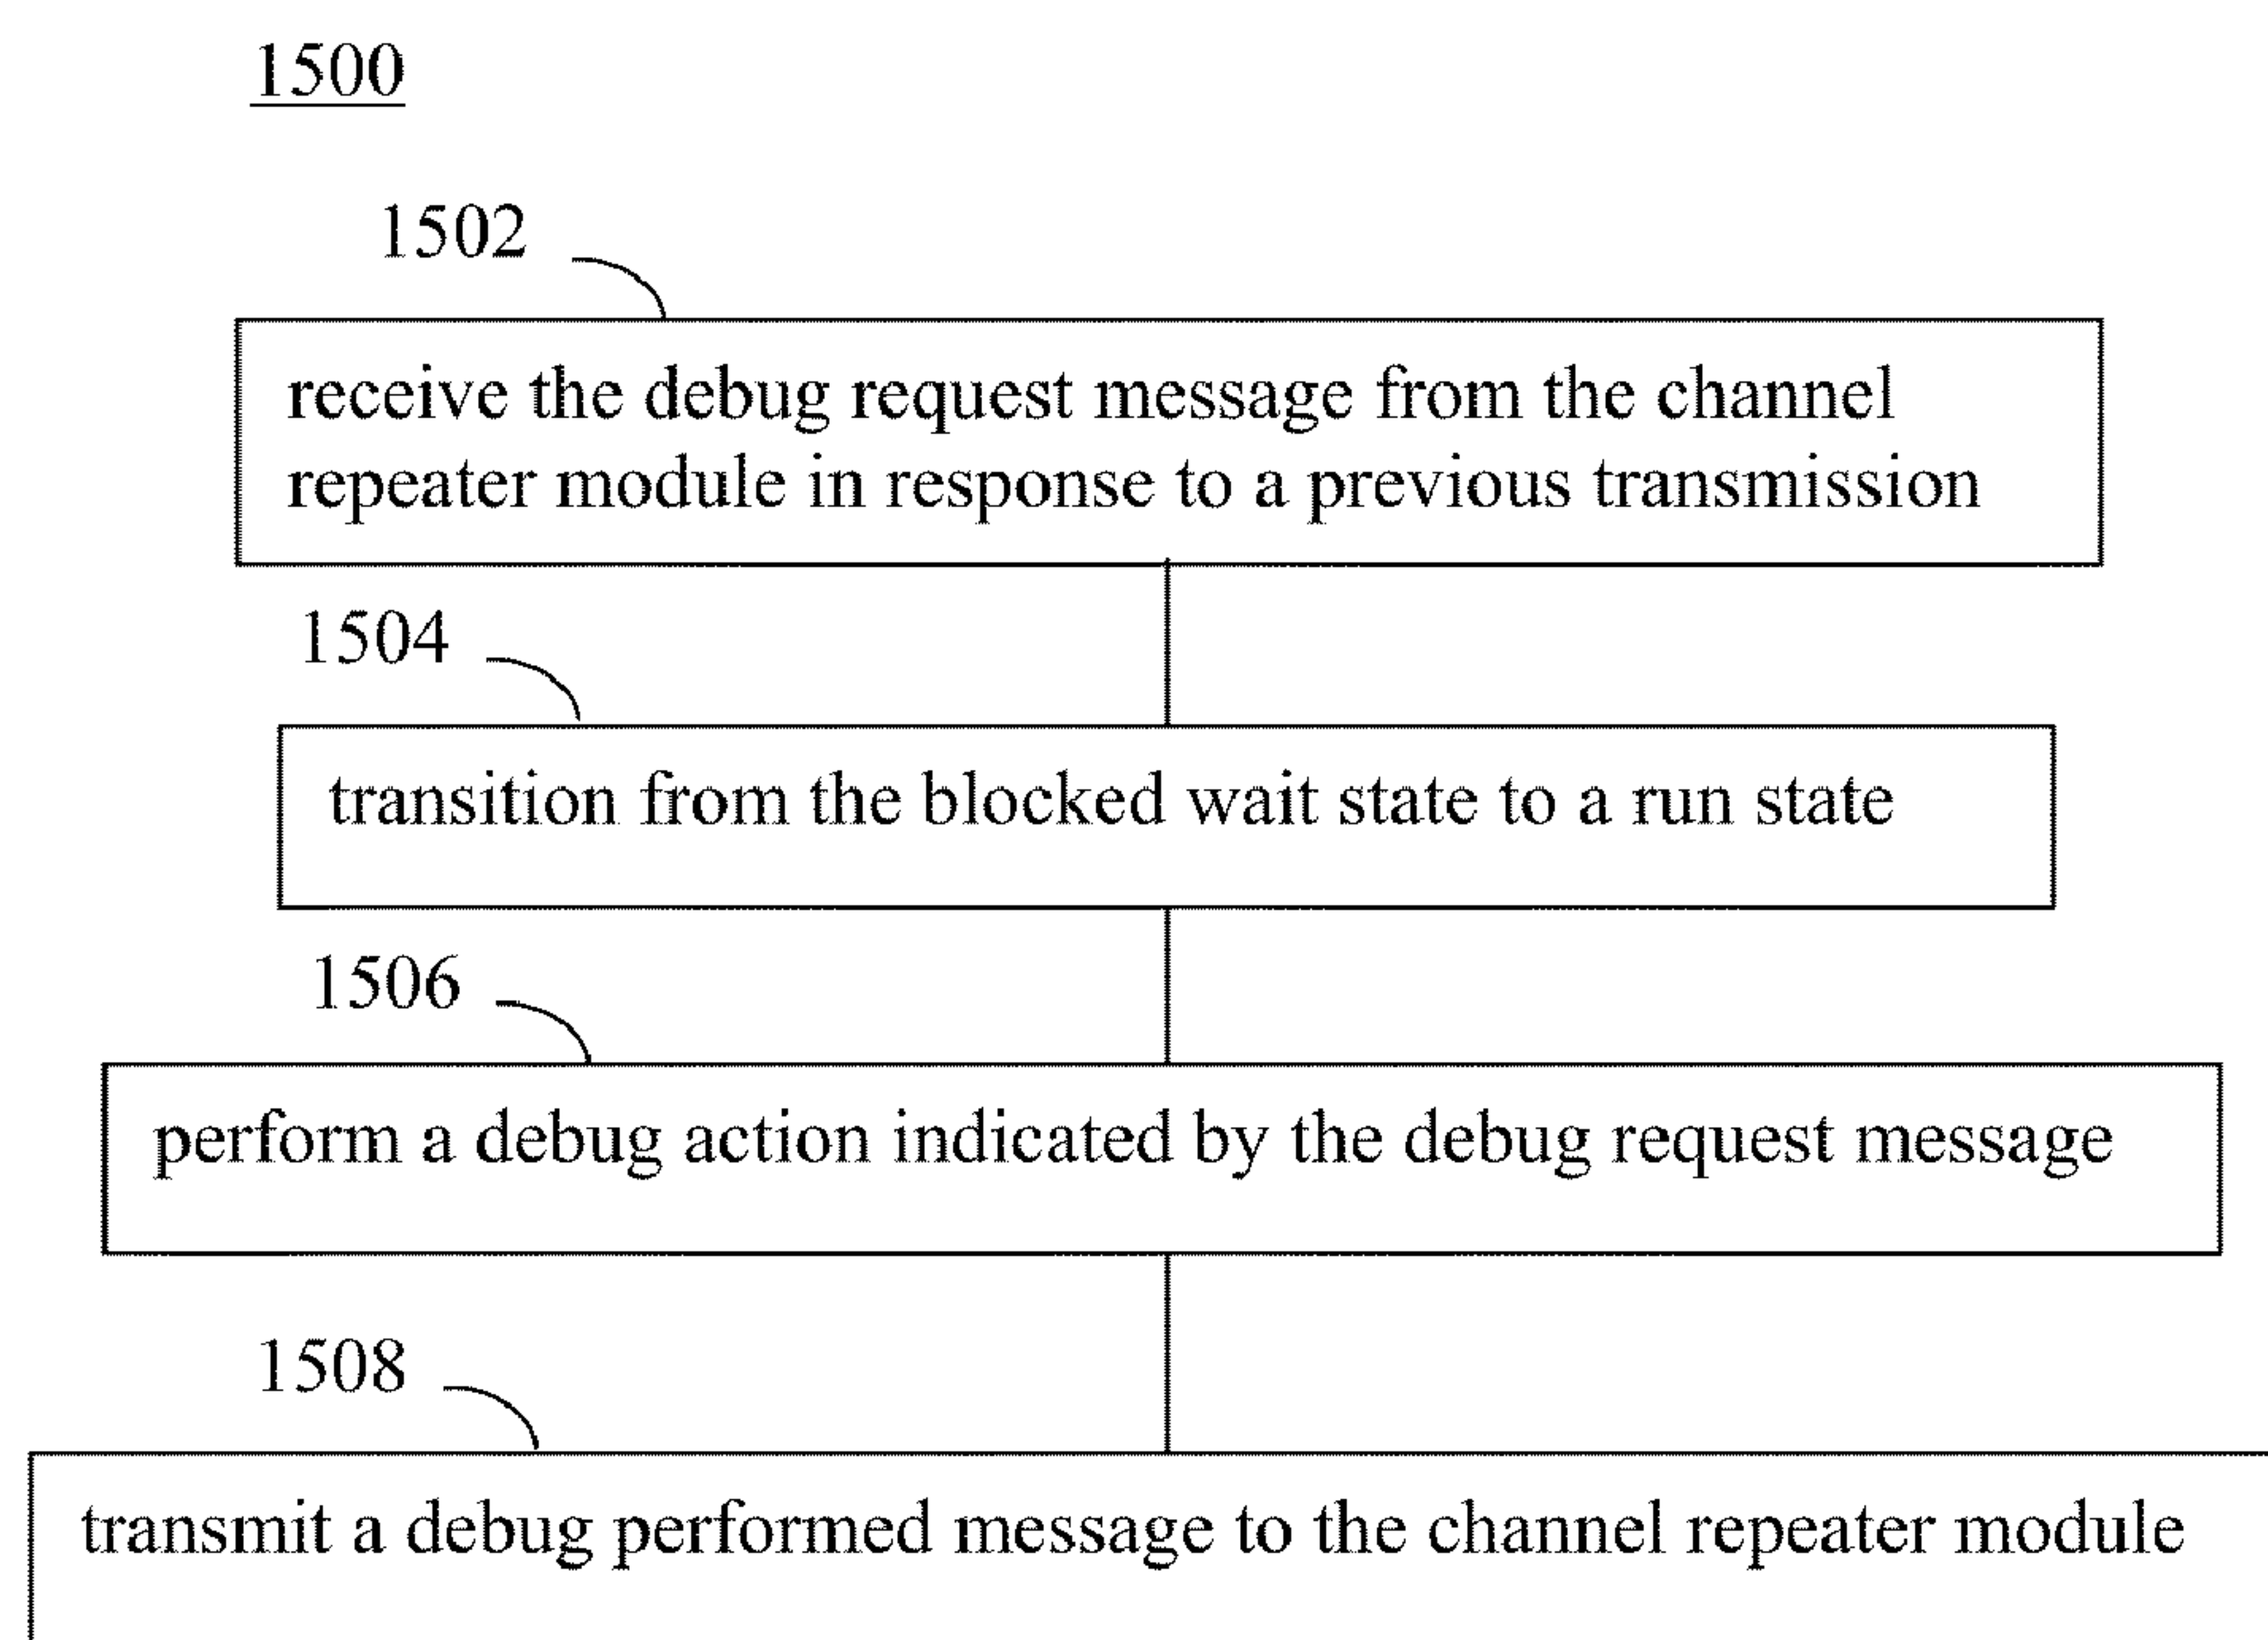 1500
1502
receive the debug request message from the channel
repeater module in response to a previous transmission
1504
transition from the blocked wait state to a run state
1506
perform a debug action indicated by the debug request message
1508
transmit a debug performed message to the channel repeater module